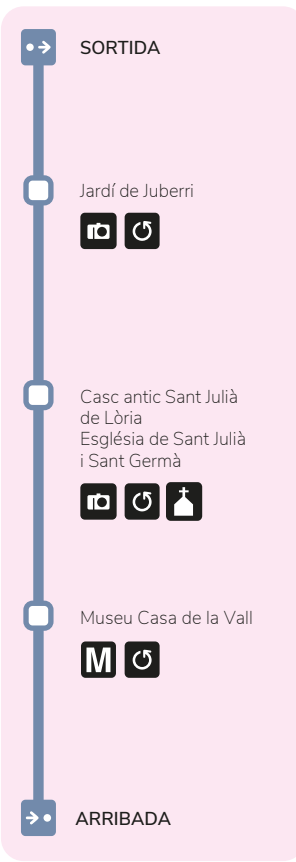 SORTIDA
Jardí de Juberri
Casc antic Sant Julià
de Lòria
Església de Sant Julià
i Sant Germà
M
Museu Casa de la Vall
ARRIBADA